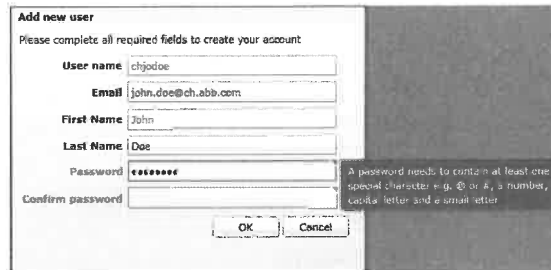 Add new user
Please complete all required fields to create your account
User name chjodoe
Email john.doe@ch.abb.com
First Name John
Last Name Doe
Password ********
Confirm password
A password needs to contain at least one
special character e.g. @ or #, a number,
capital letter and a small letter
OK Cancel